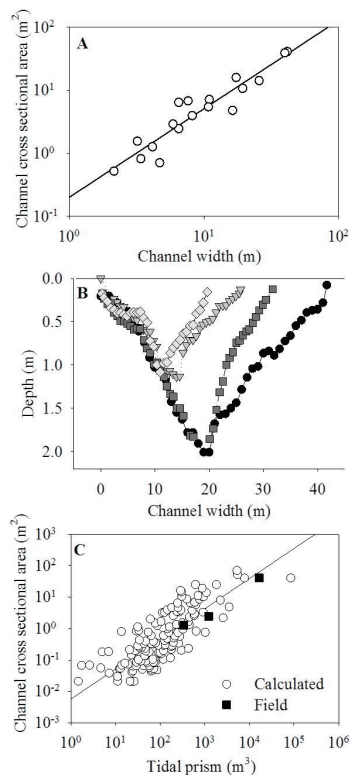 A
Channel cross sectional area (m²)
10²
10¹
10⁰
10⁻¹
10⁰ 10¹ 10²
Channel width (m)
B
Depth (m)
0.0
0.5
1.0
1.5
2.0
0 10 20 30 40
Channel width (m)
C
Channel cross sectional area (m²)
10³
10²
10¹
10⁰
10⁻¹
10⁻²
10⁻³
Calculated
Field
10⁰ 10¹ 10² 10³ 10⁴ 10⁵ 10⁶
Tidal prism (m³)